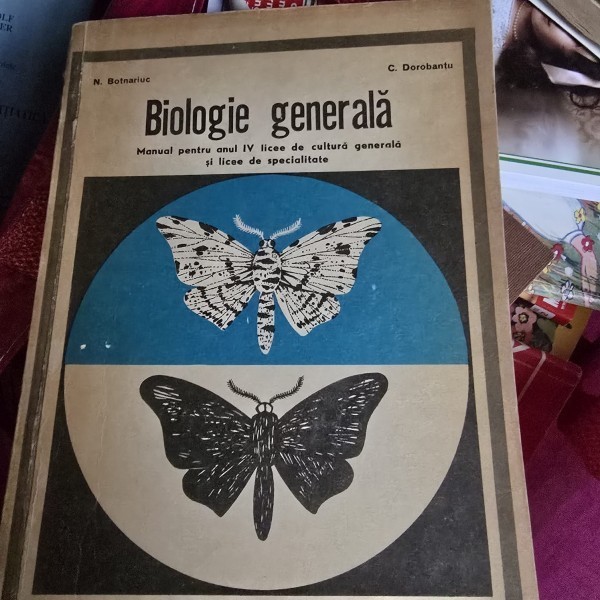 N. Botnariuc
C. Dorobanțu
Biologie generală
Manual pentru anul IV licee de cultură generală
și licee de specialitate